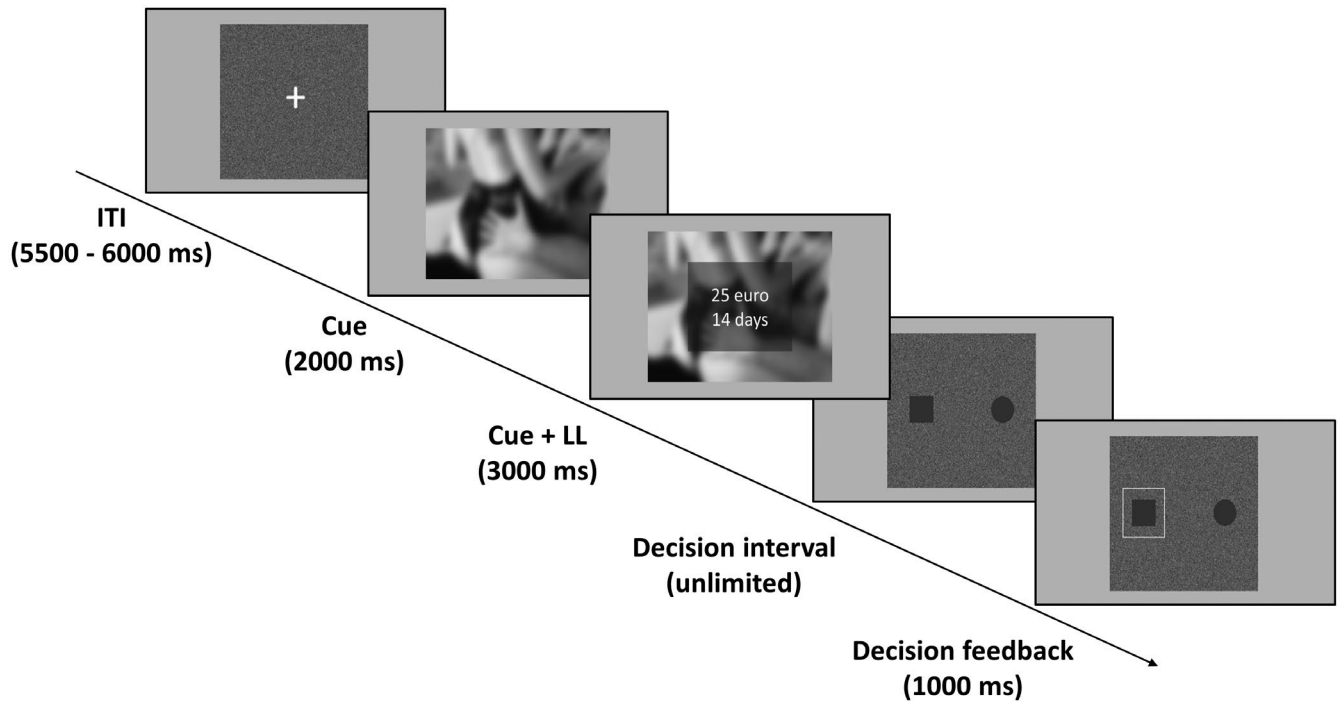 ITI
(5500 - 6000 ms)
Cue
(2000 ms)
25 euro
14 days
Cue + LL
(3000 ms)
Decision interval
(unlimited)
Decision feedback
(1000 ms)